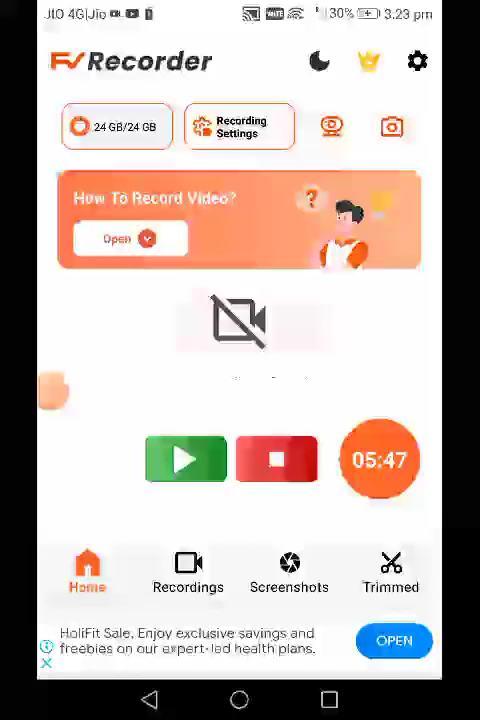 JIO 4G|Jio
30% 3.23 pm
FV Recorder
24 GB/24 GB
Recording
Settings
How To Record Video?
Open
05:47
Home
Recordings
Screenshots
Trimmed
HoliFit Sale, Enjoy exclusive savings and
freebies on our expert-led health plans.
OPEN